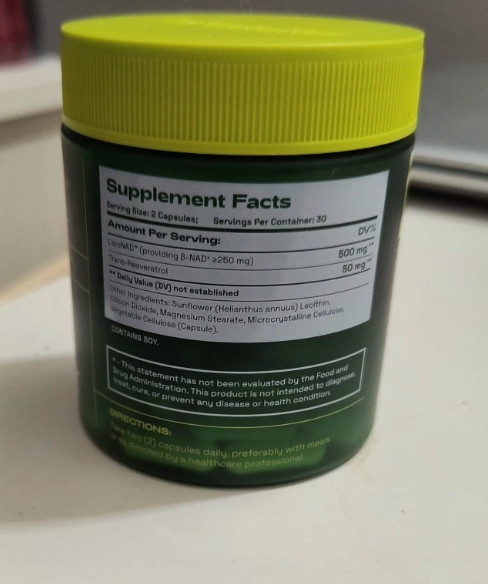 Supplement Facts
Serving Size: 2 Capsules; Servings Per Container: 30
Amount Per Serving: DV%
LipoNAD⁺ (providing β-NAD⁺ ≥250 mg) 500 mg**
Trans-Resveratrol 50 mg**
** Daily Value (DV) not established
Other Ingredients: Sunflower (Helianthus annuus) Lecithin,
Silicon Dioxide, Magnesium Stearate, Microcrystalline Cellulose,
Vegetable Cellulose (Capsule).
CONTAINS SOY.
* - This statement has not been evaluated by the Food and
Drug Administration. This product is not intended to diagnose,
treat, cure, or prevent any disease or health condition.
DIRECTIONS:
Take two (2) capsules daily, preferably with meals
or as directed by a healthcare professional.